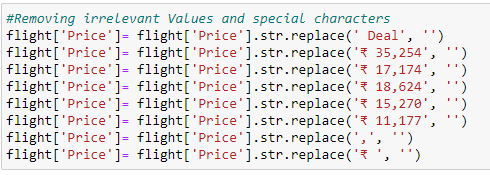 #Removing irrelevant Values and special characters
flight['Price']= flight['Price'].str.replace(' Deal', '')
flight['Price']= flight['Price'].str.replace('₹ 35,254', '')
flight['Price']= flight['Price'].str.replace('₹ 17,174', '')
flight['Price']= flight['Price'].str.replace('₹ 18,624', '')
flight['Price']= flight['Price'].str.replace('₹ 15,270', '')
flight['Price']= flight['Price'].str.replace('₹ 11,177', '')
flight['Price']= flight['Price'].str.replace(',', '')
flight['Price']= flight['Price'].str.replace('₹ ', '')